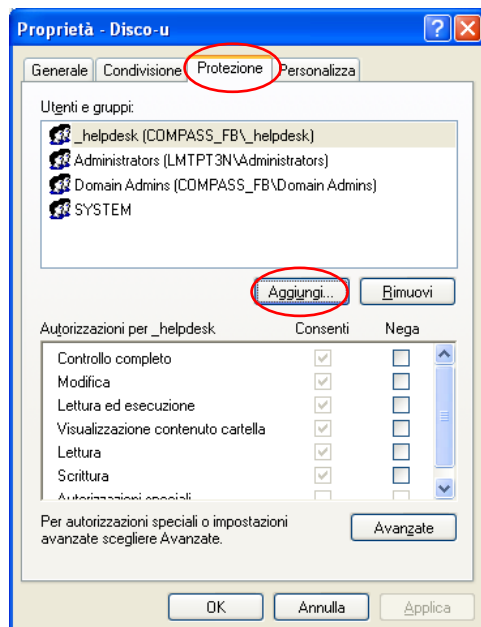 Proprietà - Disco-u
Generale Condivisione Protezione Personalizza
Utenti e gruppi:
_helpdesk (COMPASS_FB\_helpdesk)
Administrators (LMTPT3N\Administrators)
Domain Admins (COMPASS_FB\Domain Admins)
SYSTEM
Aggiungi... Rimuovi
Autorizzazioni per _helpdesk Consenti Nega
Controllo completo
Modifica
Lettura ed esecuzione
Visualizzazione contenuto cartella
Lettura
Scrittura
Autorizzazioni speciali
Per autorizzazioni speciali o impostazioni
avanzate scegliere Avanzate.
Avanzate
OK Annulla Applica